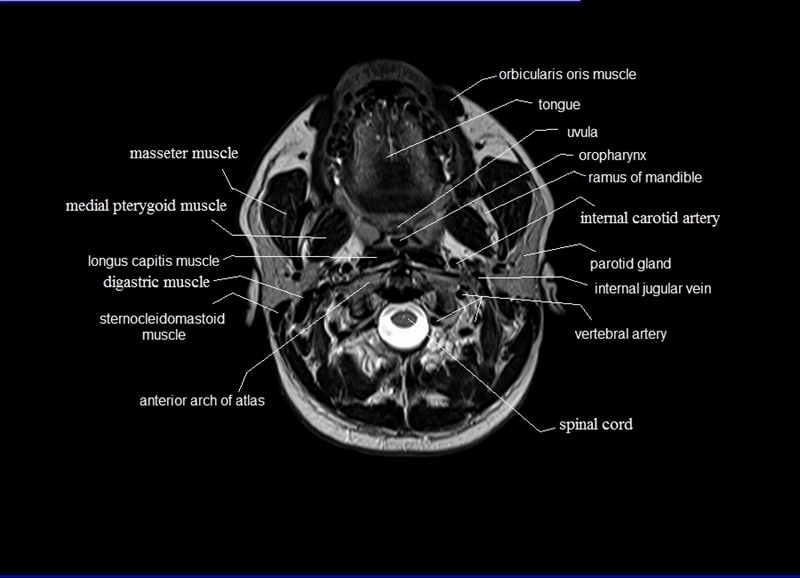 orbicularis oris muscle
tongue
uvula
masseter muscle
oropharynx
ramus of mandible
medial pterygoid muscle
internal carotid artery
longus capitis muscle
parotid gland
digastric muscle
internal jugular vein
sternocleidomastoid
muscle
vertebral artery
anterior arch of atlas
spinal cord